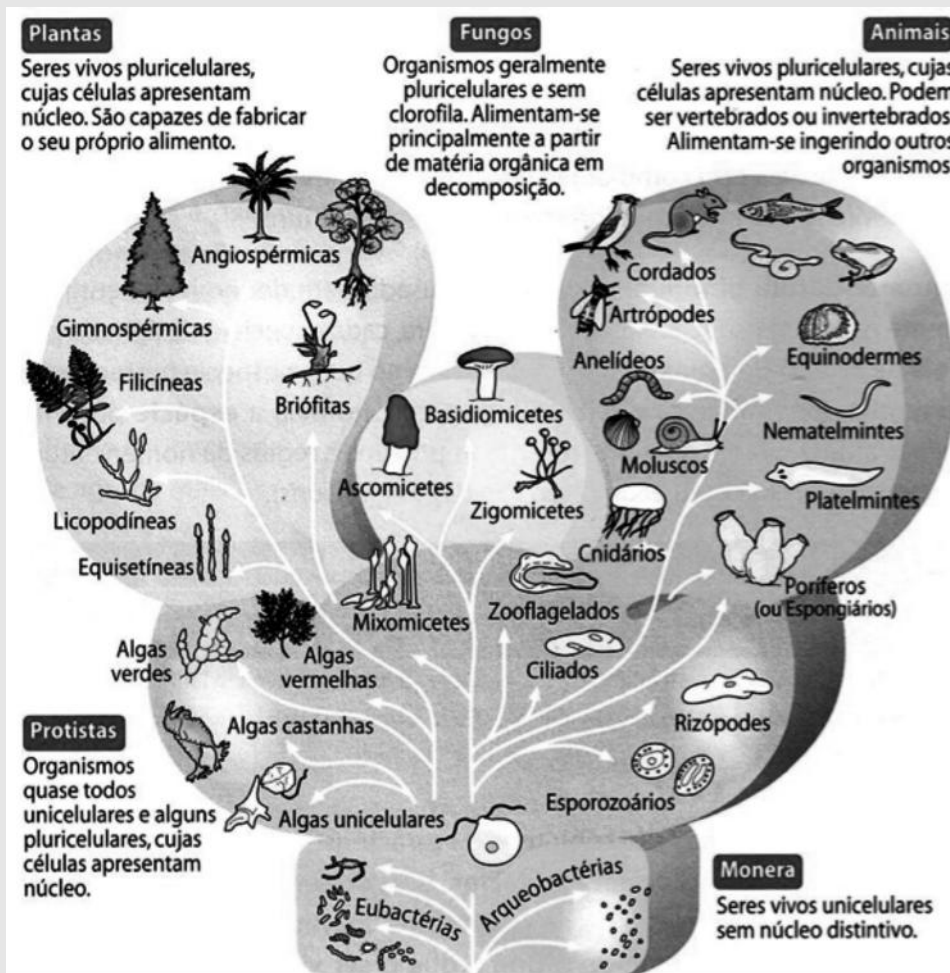 Plantas
Seres vivos pluricelulares,
cujas células apresentam
núcleo. São capazes de fabricar
o seu próprio alimento.
Fungos
Organismos geralmente
pluricelulares e sem
clorofila. Alimentam-se
principalmente a partir
de matéria orgânica em
decomposição.
Animais
Seres vivos pluricelulares, cujas
células apresentam núcleo. Podem
ser vertebrados ou invertebrados
Alimentam-se ingerindo outros
organismos
Angiospérmicas
Gimnospérmicas
Filicíneas
Briófitas
Licopodíneas
Equisetíneas
Basidiomicetes
Ascomicetes
Zigomicetes
Cordados
Artrópodes
Anelídeos
Equinodermes
Nematelmintes
Moluscos
Platelmintes
Cnidários
Poríferos
(ou Espongiários)
Mixomicetes
Zooflagelados
Ciliados
Algas
verdes
Algas
vermelhas
Algas castanhas
Rizópodes
Esporozoários
Algas unicelulares
Protistas
Organismos
quase todos
unicelulares e alguns
pluricelulares, cujas
células apresentam
núcleo.
Eubactérias
Arqueobactérias
Monera
Seres vivos unicelulares
sem núcleo distintivo.